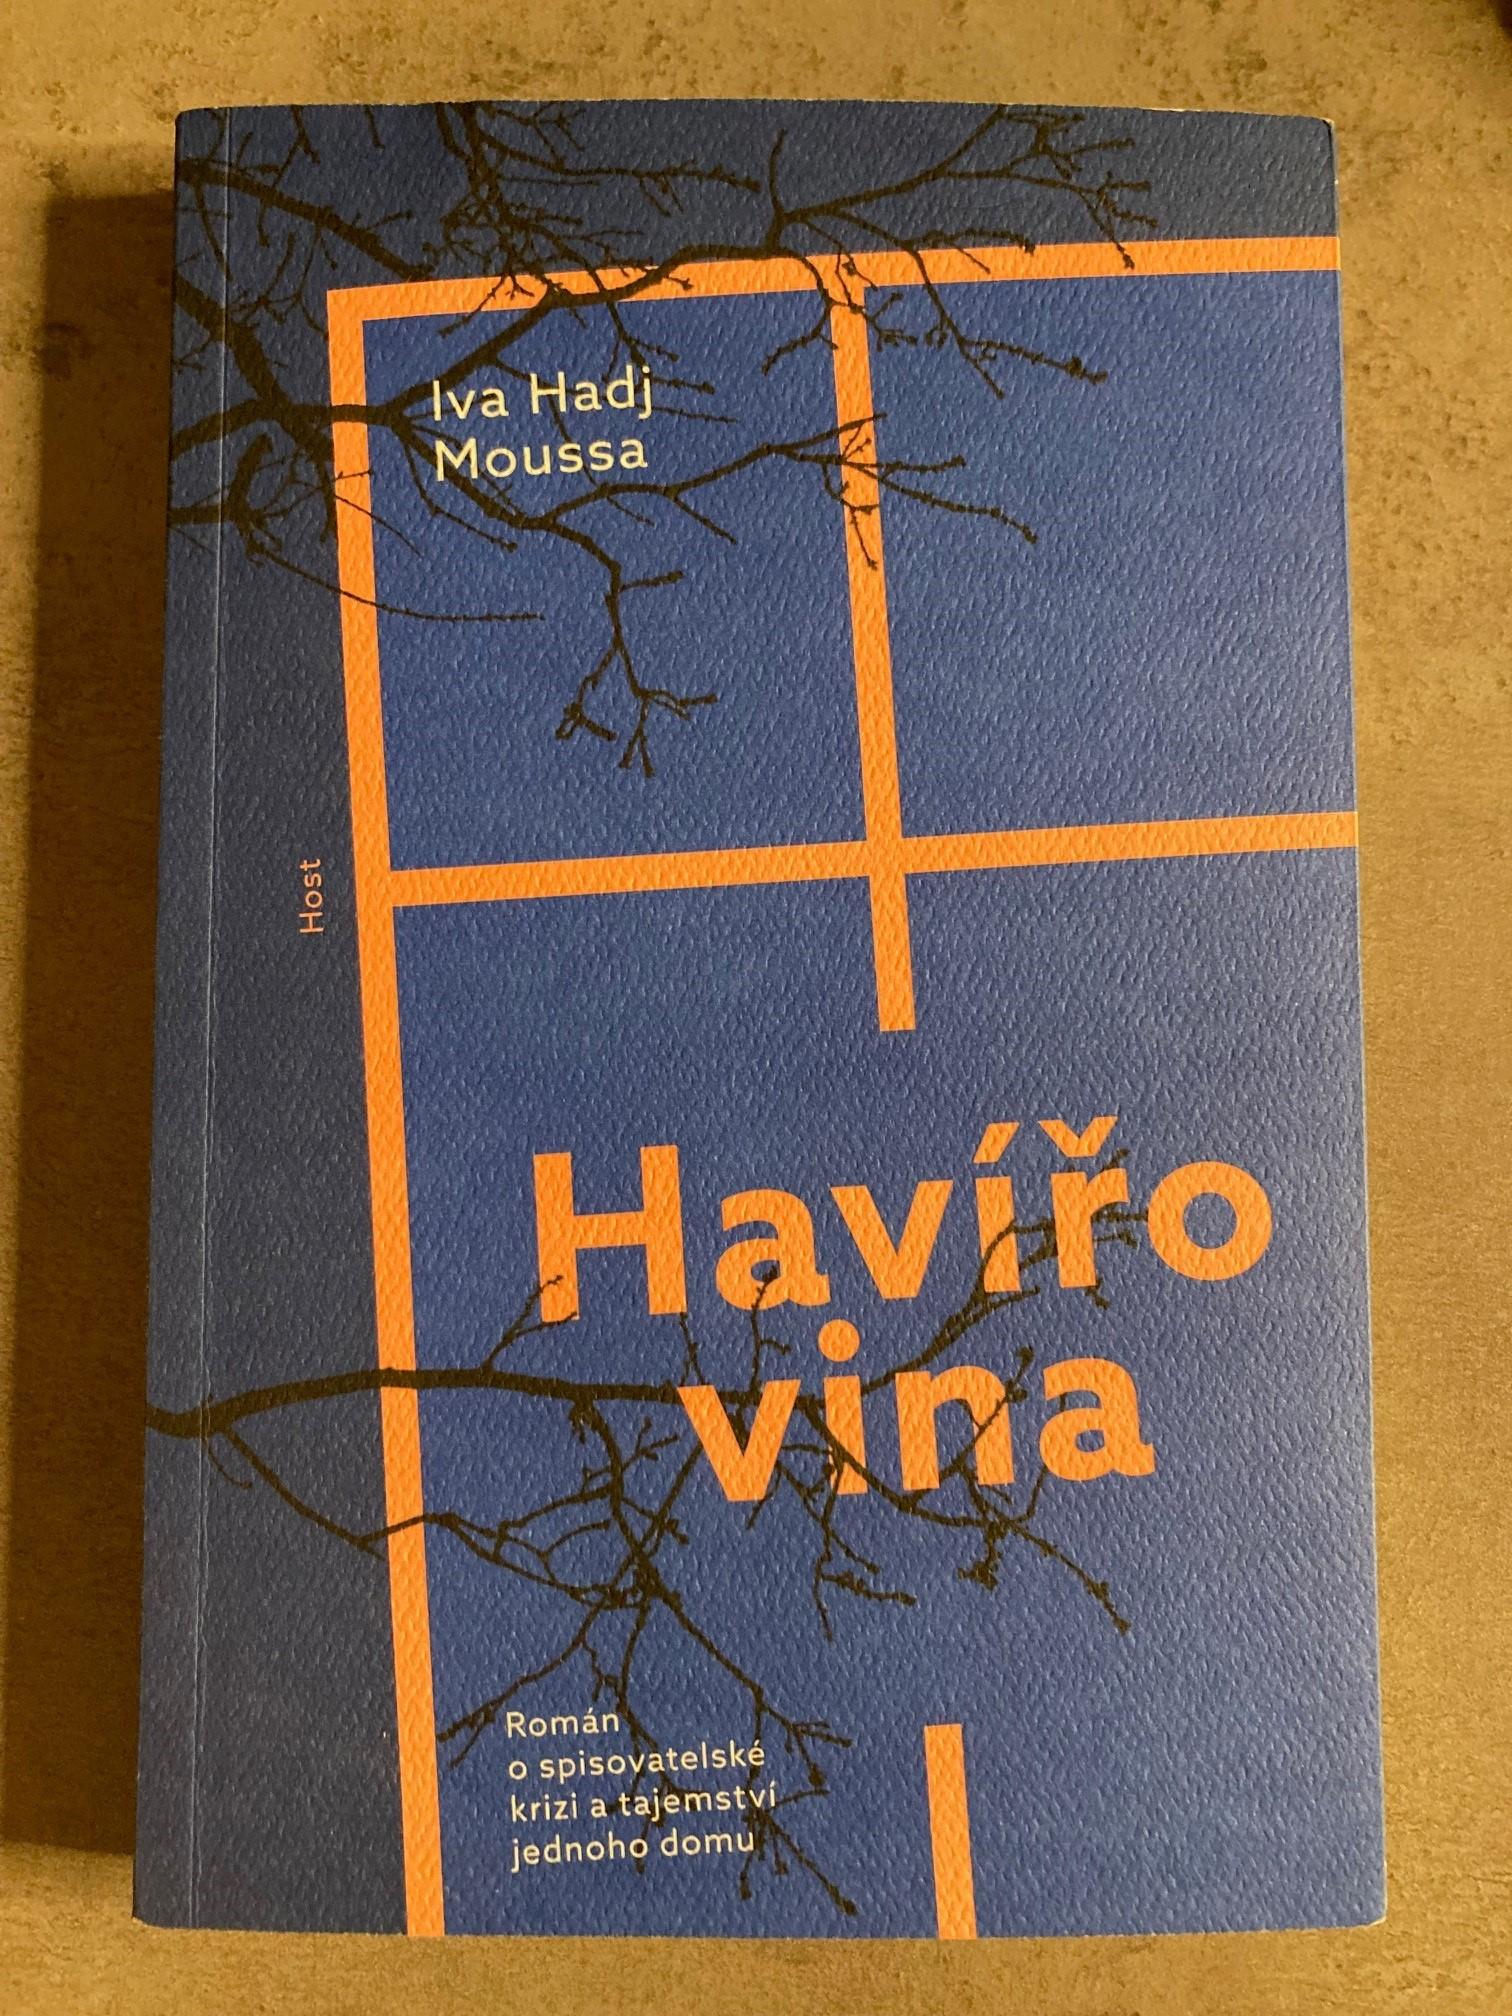 Iva Hadj
Moussa
Host
Havířo
vina
Román
o spisovatelské
krizi a tajemství
jednoho domu